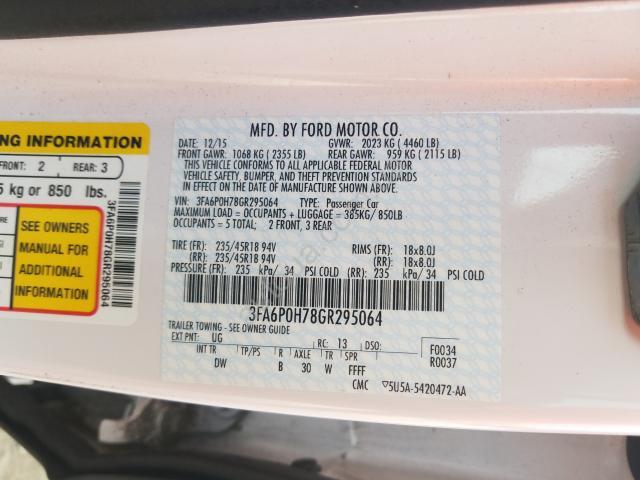 NG INFORMATION
FRONT: 2 REAR: 3
5 kg or 850 lbs.
SEE OWNERS
MANUAL FOR
ADDITIONAL
INFORMATION
3FA6P0H78GR295064
MFD. BY FORD MOTOR CO.
12/15 GVWR: 2023 KG ( 4460 LB)
FRONT GAWR: 1068 KG ( 2355 LB) REAR GAWR: 959 KG ( 2115 LB)
THIS VEHICLE CONFORMS TO ALL APPLICABLE FEDERAL MOTOR
VEHICLE SAFETY, BUMPER, AND THEFT PREVENTION STANDARDS IN
EFFECT ON THE DATE OF MANUFACTURE SHOWN ABOVE.
VIN: 3FA6P0H78GR295064 TYPE: Passenger Car
MAXIMUM LOAD = OCCUPANTS + LUGGAGE = 385KG/ 850LB
OCCUPANTS = 5 TOTAL; 2 FRONT, 3 REAR
TIRE (FR): 235/45R18 94V RIMS (FR): 18x8.0J
(RR): 235/45R18 94V (RR): 18x8.0J
PRESSURE (FR): 235 kPa/ 34 PSI COLD (RR): 235 kPa/ 34 PSI COLD
3FA6P0H78GR295064
TRAILER TOWING - SEE OWNER GUIDE
EXT PNT: UG RC: 13 DSO: F0034
INT TR TP/PS R AXLE TR SPR R0037
DW B 30 W FFFF
CMC ▽5U5A-5420472-AA